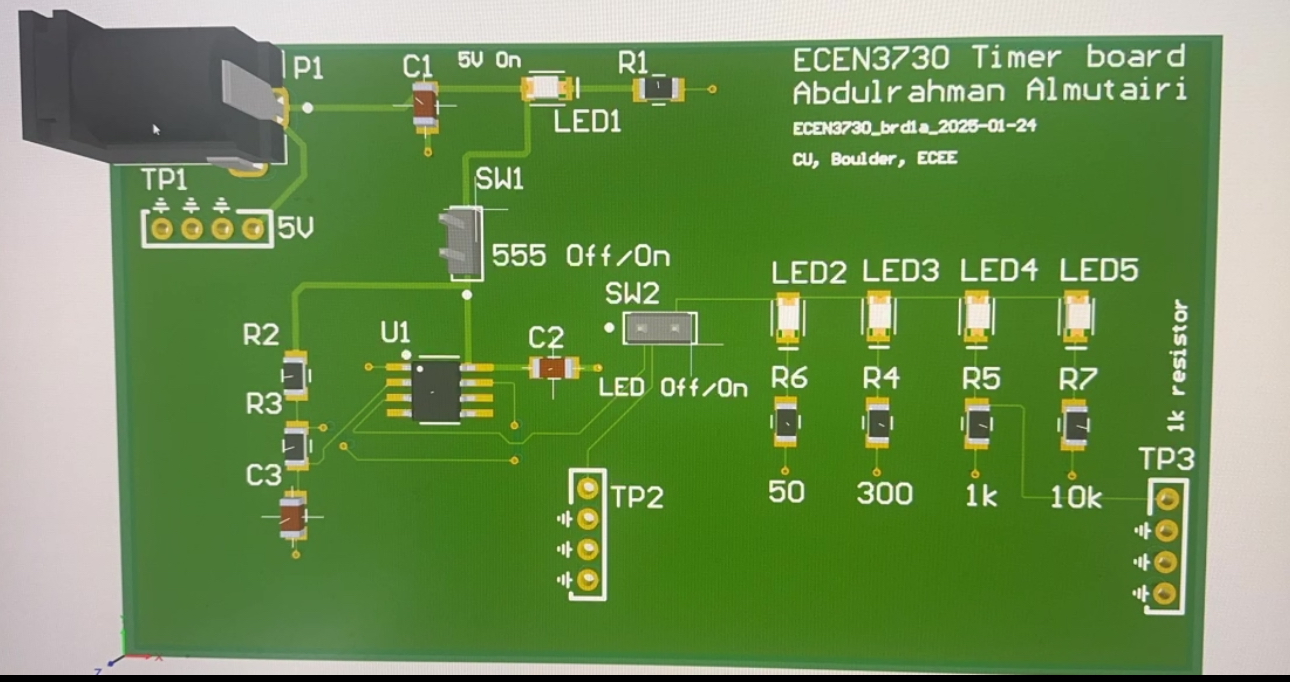 P1
C1
5V On
LED1
R1
ECEN3730 Timer board
Abdulrahman Almutairi
ECEN3730_brd1a_2025-01-24
CU, Boulder, ECEE
TP1
5V
SW1
555 Off/On
SW2
LED Off/On
LED2 LED3 LED4 LED5
R2
U1
C2
R3
C3
R6 R4 R5 R7
1k resistor
50 300 1k 10k
TP2
TP3
Z
X